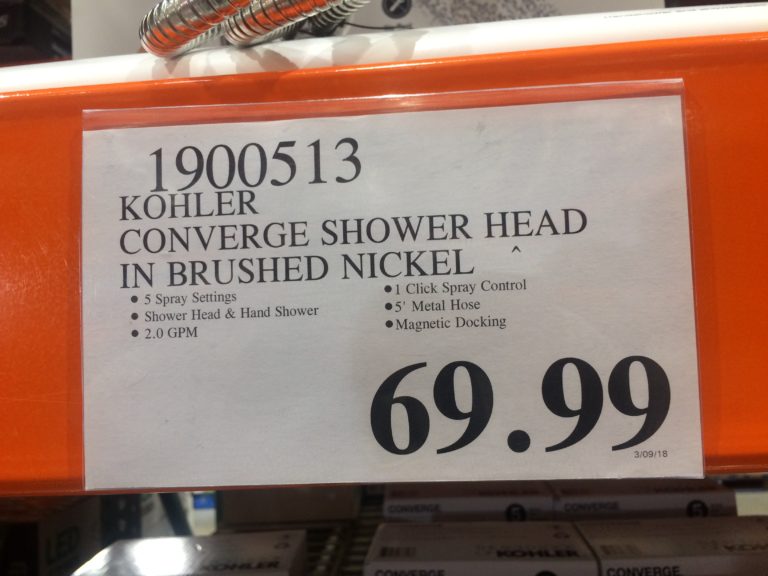 1900513
KOHLER
CONVERGE SHOWER HEAD
IN BRUSHED NICKEL ^
• 5 Spray Settings
• Shower Head & Hand Shower
• 2.0 GPM
• 1 Click Spray Control
• 5' Metal Hose
• Magnetic Docking
69.99
3/09/18
CONVERGE
CONVERGE
KOHLER
KOHLER
CONVERGE
CONVERGE